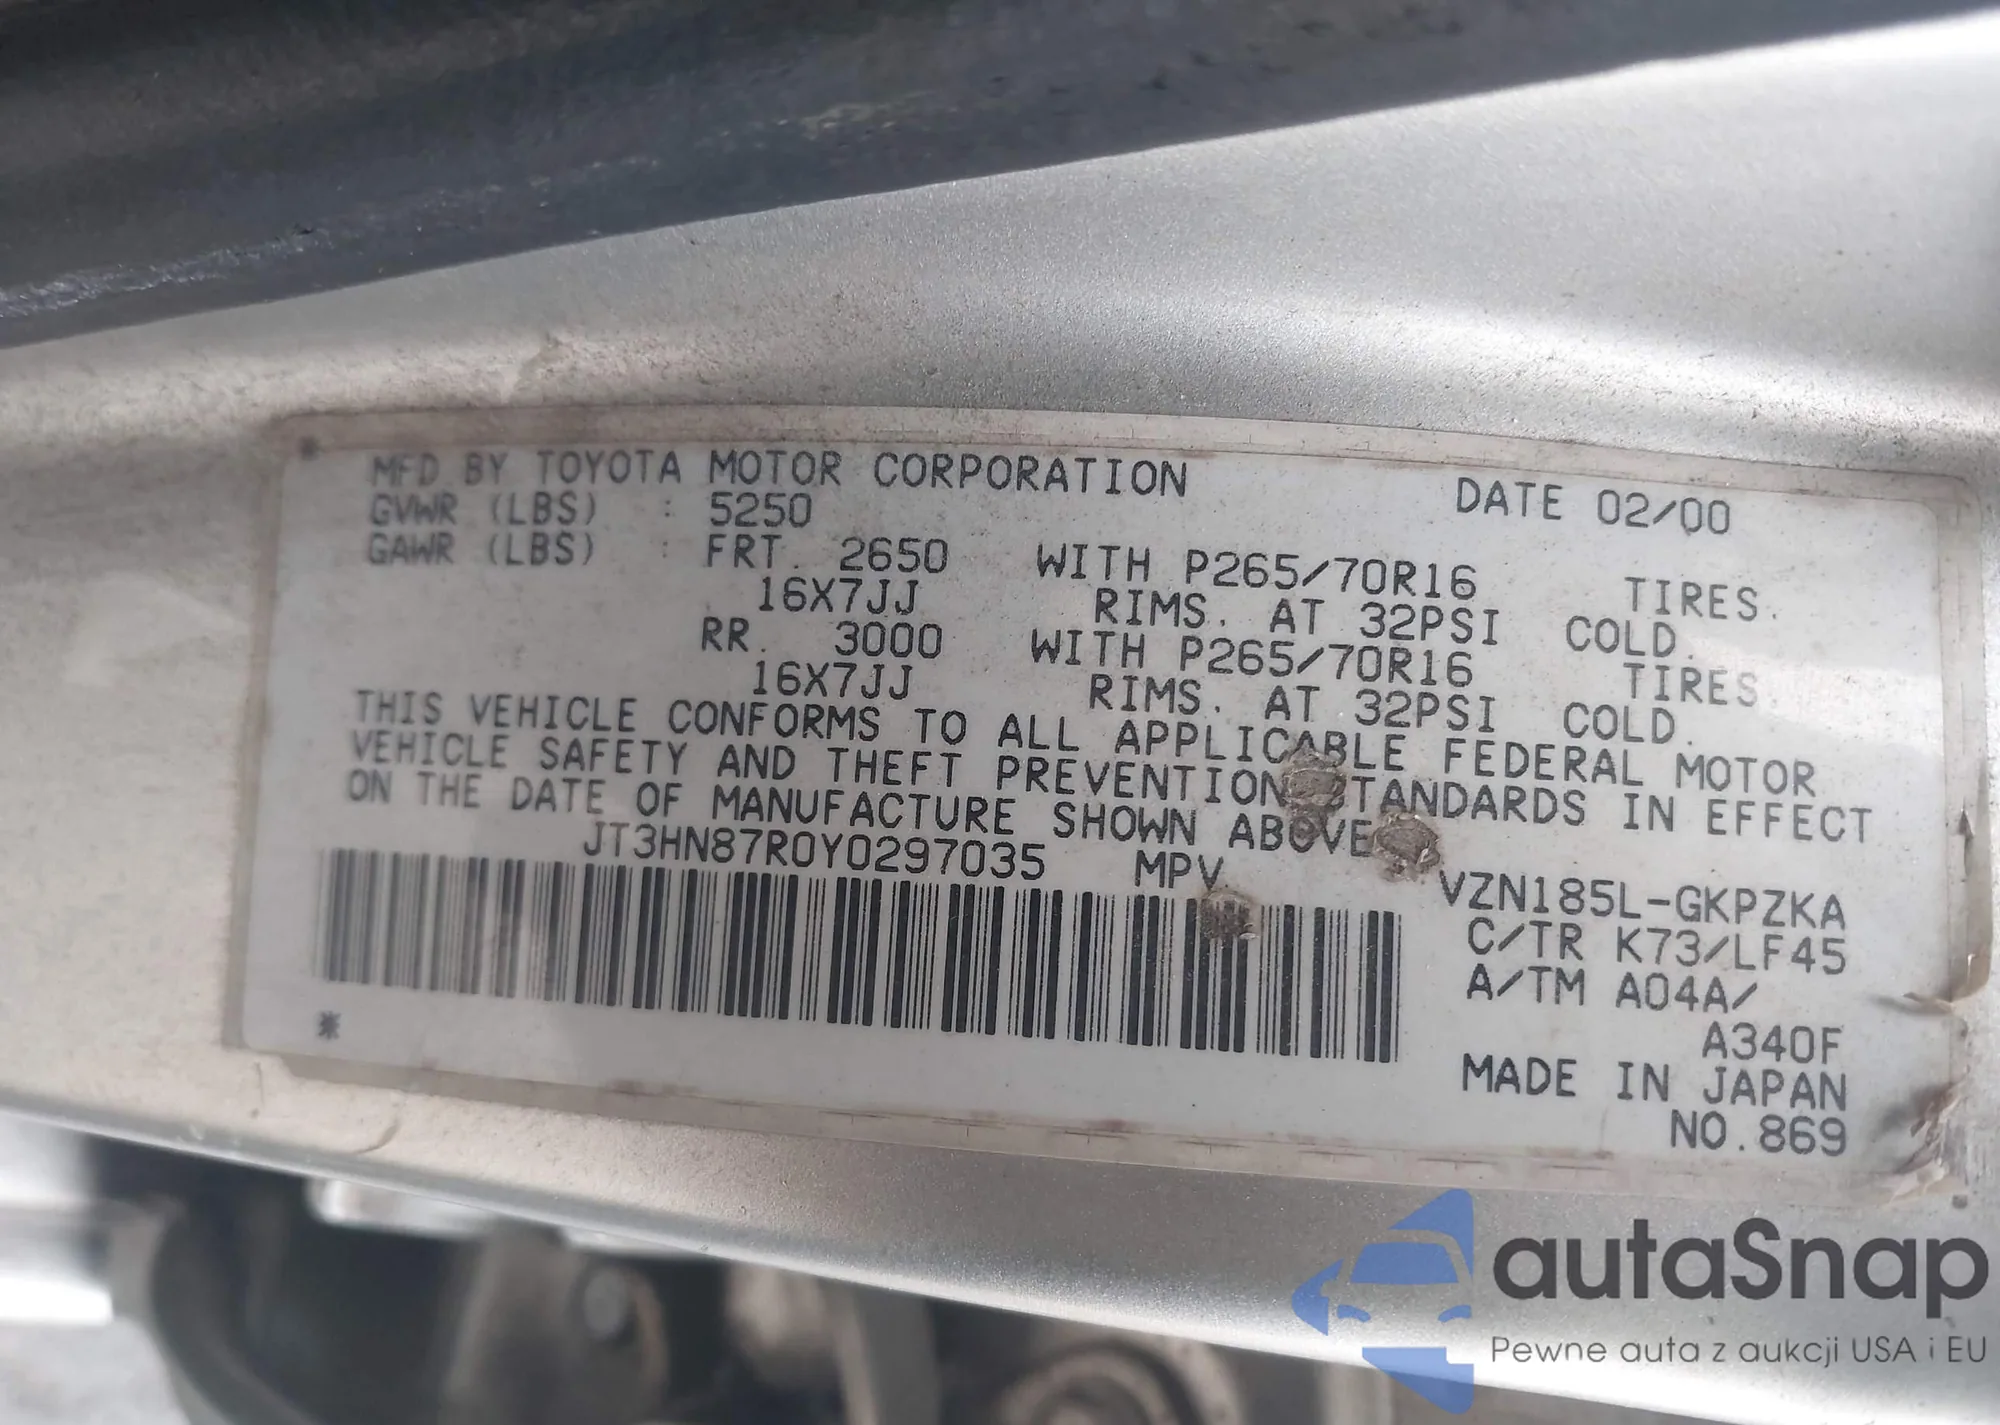 MFD BY TOYOTA MOTOR CORPORATION DATE 02/00
GVWR (LBS) : 5250
GAWR (LBS) : FRT. 2650 WITH P265/70R16 TIRES.
16X7JJ RIMS. AT 32PSI COLD.
RR. 3000 WITH P265/70R16 TIRES
16X7JJ RIMS. AT 32PSI COLD.
THIS VEHICLE CONFORMS TO ALL APPLICABLE FEDERAL MOTOR
VEHICLE SAFETY AND THEFT PREVENTION STANDARDS IN EFFECT
ON THE DATE OF MANUFACTURE SHOWN ABOVE
JT3HN87R0Y0297035 MPV
VZN185L-GKPZKA
C/TR K73/LF45
A/TM A04A/
A340F
MADE IN JAPAN
NO.869
*
autaSnap
Pewne auta z aukcji USA i EU